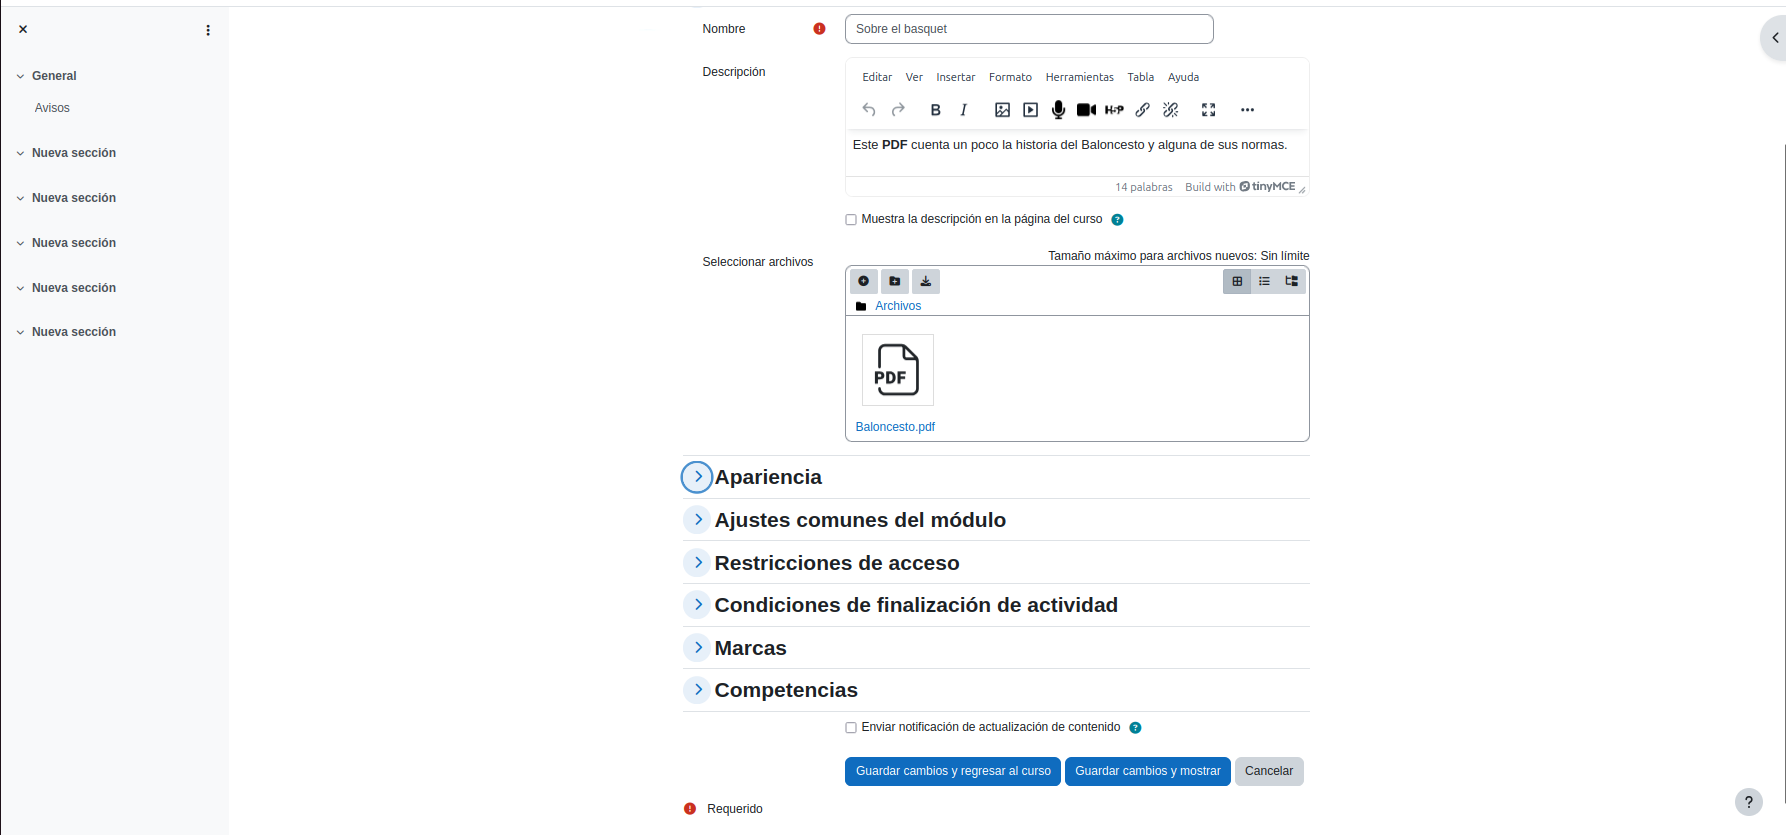 General
Avisos
Nueva sección
Nueva sección
Nueva sección
Nueva sección
Nueva sección
Nombre
Sobre el basquet
Descripción
Editar Ver Insertar Formato Herramientas Tabla Ayuda
B I H-P
Este PDF cuenta un poco la historia del Baloncesto y alguna de sus normas.
14 palabras Build with tinyMCE
Muestra la descripción en la página del curso ?
Seleccionar archivos
Tamaño máximo para archivos nuevos: Sin límite
Archivos
PDF
Baloncesto.pdf
Apariencia
Ajustes comunes del módulo
Restricciones de acceso
Condiciones de finalización de actividad
Marcas
Competencias
Enviar notificación de actualización de contenido ?
Guardar cambios y regresar al curso Guardar cambios y mostrar Cancelar
! Requerido
?